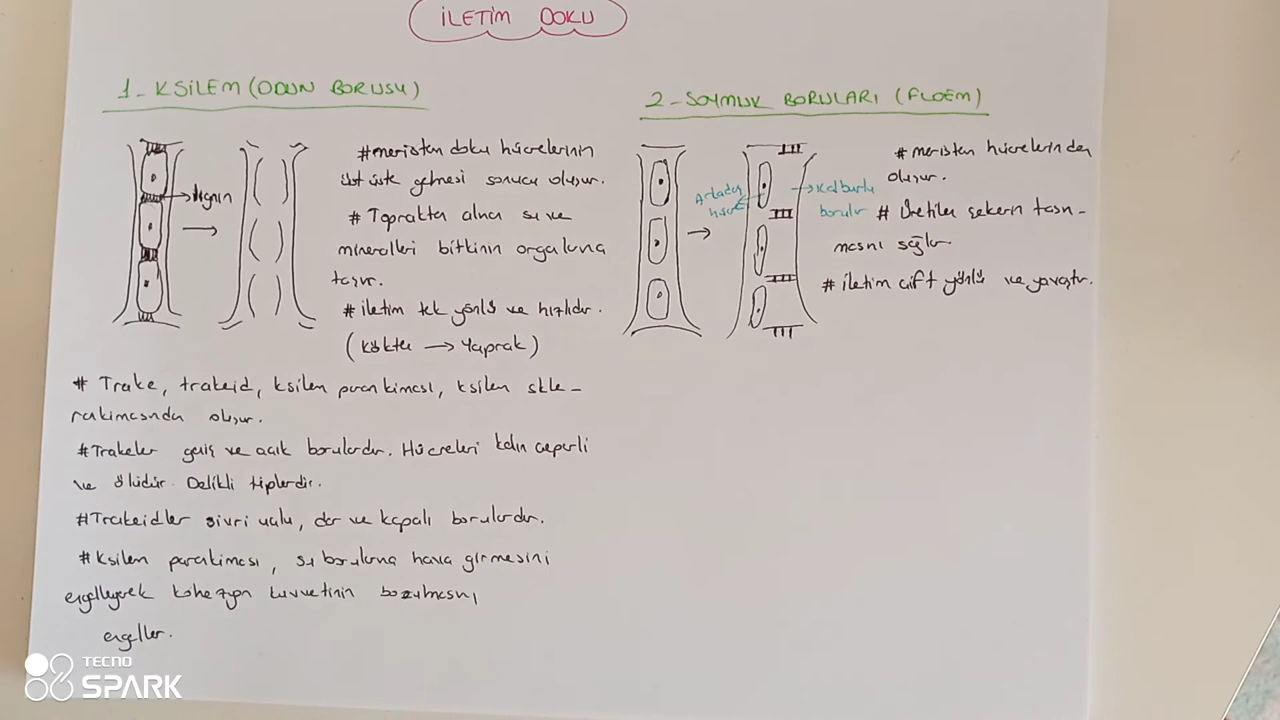 İLETİM DOKU
1- KSİLEM (ODUN BORUSU)
lignin
#meristem doku hücrelerinin
üst üste gelmesi sonucu oluşur.
# Topraktan alınan su ve
mineralleri bitkinin organlarına
taşır.
# iletim tek yönlü ve hızlıdır.
(Kökten → Yaprak)
# Trake, trakeid, ksilem parankiması, ksilem skle-
rankimasından oluşur.
#Trakeler geniş ve açık borulardır. Hücreleri kalın çeperli
ve ölüdür. Delikli tiplerdir.
#Trakeidler sivri uçlu, dar ve kapalı borulardır.
#Ksilem parankiması, su borularına hava girmesini
engelleyerek kohezyon kuvvetinin bozulmasını
engeller.
2-SOYMUK BORULARI (FLOEM)
Arkadaş
hücre
kalburlu
borular
# meristem hücrelerinden
oluşur.
# Üretilen şekerin taşın-
masını sağlar.
# iletim çift yönlü ve yavaştır.
TECNO
SPARK